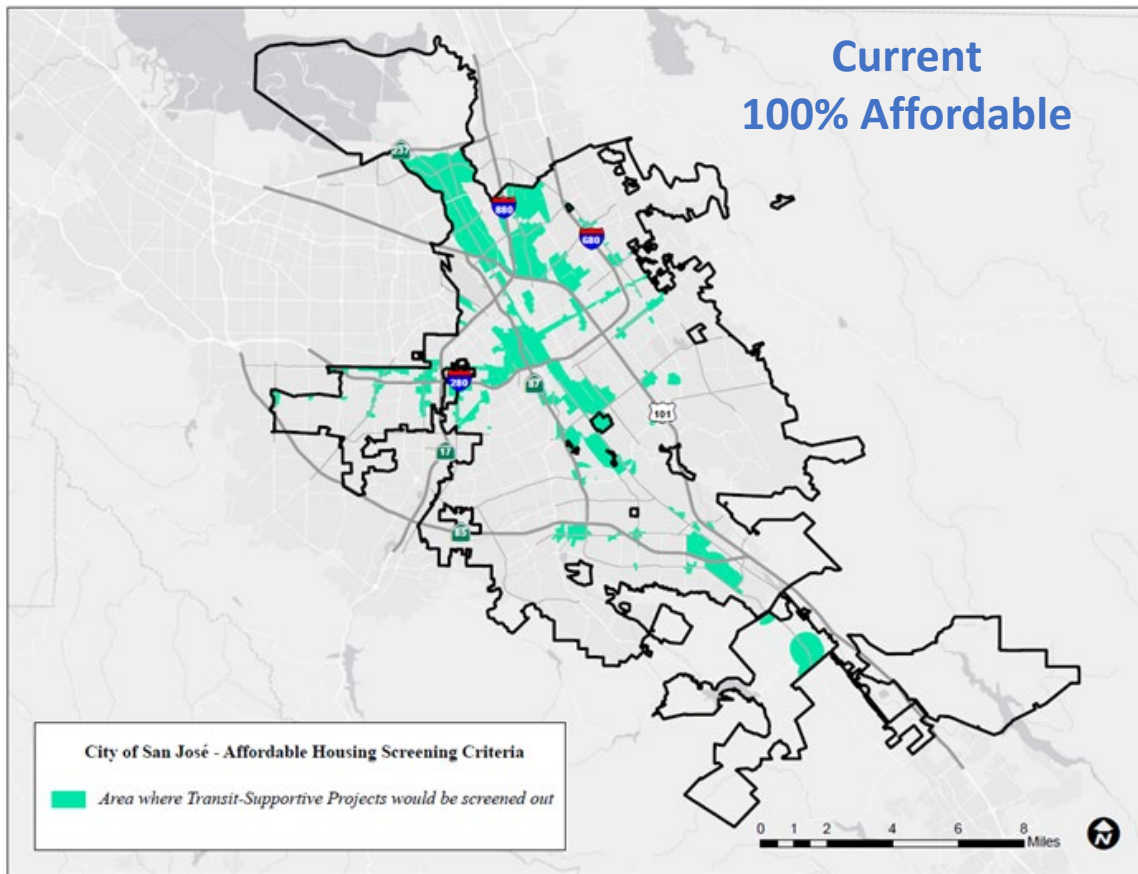 Current
100% Affordable
237
880
680
280
87
101
17
85
City of San José - Affordable Housing Screening Criteria
Area where Transit-Supportive Projects would be screened out
0 1 2 4 6 8
Miles
N